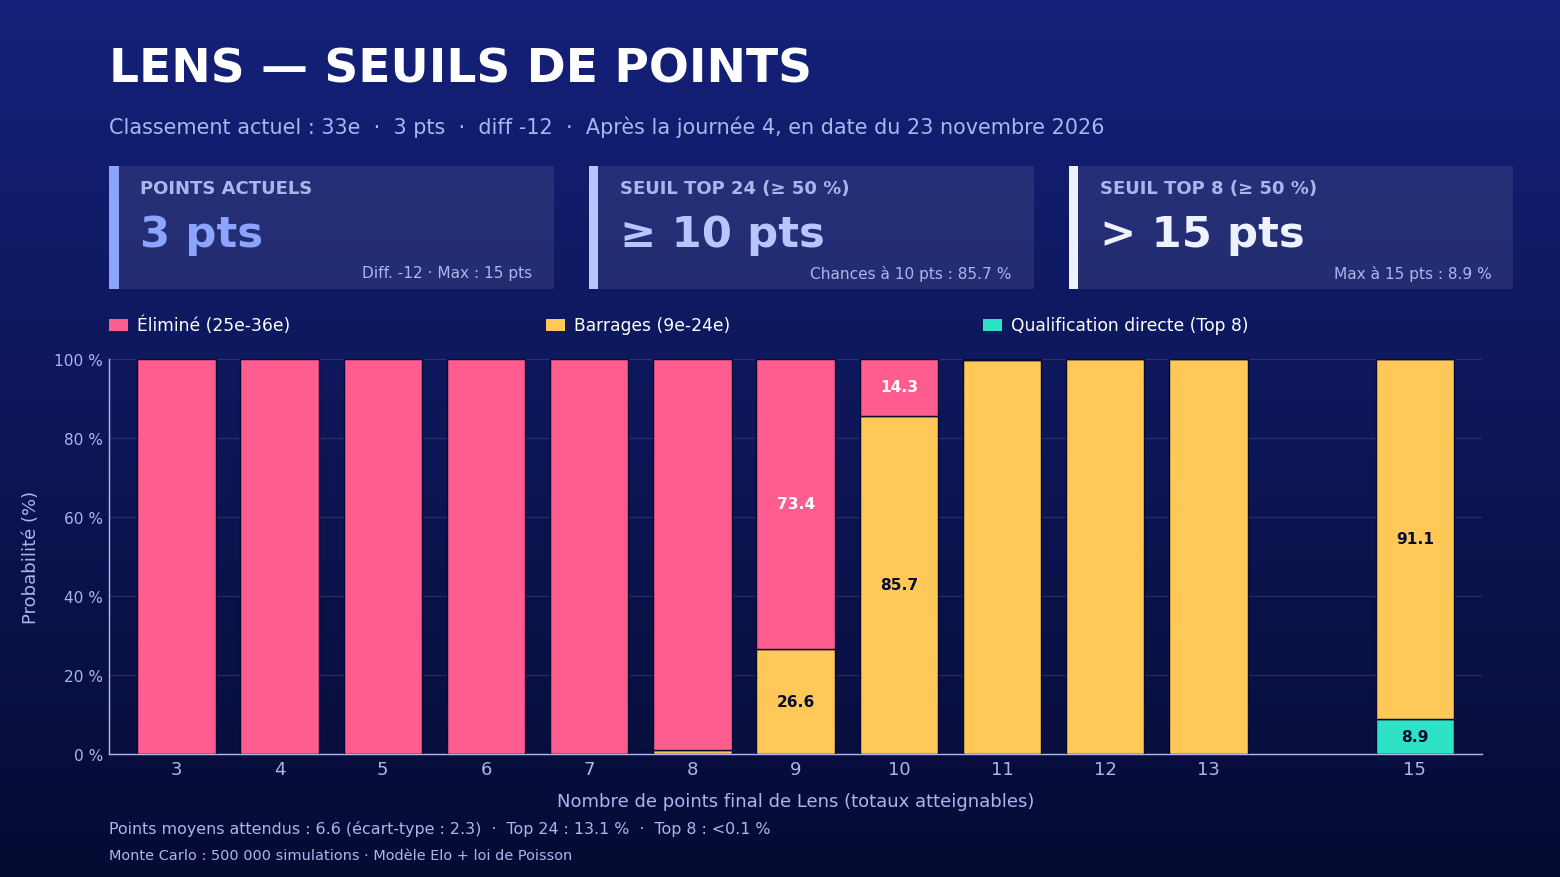 LENS — SEUILS DE POINTS
Classement actuel : 33e · 3 pts · diff -12 · Après la journée 4, en date du 23 novembre 2026
POINTS ACTUELS
3 pts
Diff. -12 · Max : 15 pts
SEUIL TOP 24 (≥ 50 %)
≥ 10 pts
Chances à 10 pts : 85.7 %
SEUIL TOP 8 (≥ 50 %)
> 15 pts
Max à 15 pts : 8.9 %
Éliminé (25e-36e)
Barrages (9e-24e)
Qualification directe (Top 8)
Probabilité (%)
100 %
80 %
60 %
40 %
20 %
0 %
73.4
26.6
14.3
85.7
91.1
8.9
3 4 5 6 7 8 9 10 11 12 13 15
Nombre de points final de Lens (totaux atteignables)
Points moyens attendus : 6.6 (écart-type : 2.3) · Top 24 : 13.1 % · Top 8 : <0.1 %
Monte Carlo : 500 000 simulations · Modèle Elo + loi de Poisson